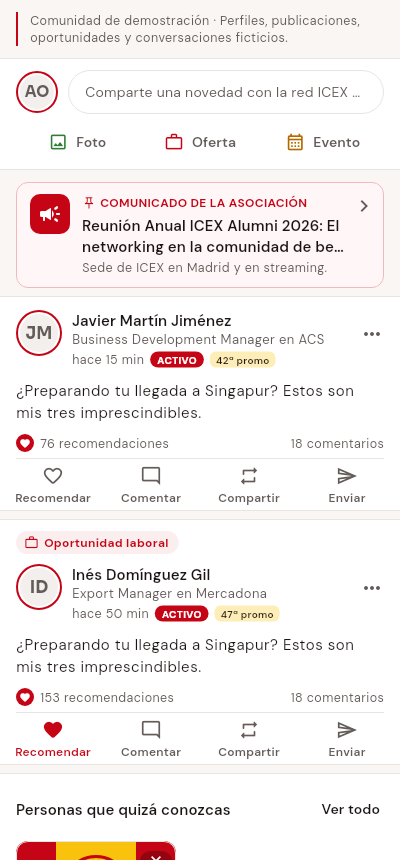 Comunidad de demostración · Perfiles, publicaciones,
oportunidades y conversaciones ficticios.
AO
Comparte una novedad con la red ICEX ...
Foto
Oferta
Evento
COMUNICADO DE LA ASOCIACIÓN
Reunión Anual ICEX Alumni 2026: El
networking en la comunidad de be...
Sede de ICEX en Madrid y en streaming.
JM
Javier Martín Jiménez
Business Development Manager en ACS
hace 15 min ACTIVO 42ª promo
¿Preparando tu llegada a Singapur? Estos son
mis tres imprescindibles.
76 recomendaciones
18 comentarios
Recomendar
Comentar
Compartir
Enviar
Oportunidad laboral
ID
Inés Domínguez Gil
Export Manager en Mercadona
hace 50 min ACTIVO 47ª promo
¿Preparando tu llegada a Singapur? Estos son
mis tres imprescindibles.
153 recomendaciones
18 comentarios
Recomendar
Comentar
Compartir
Enviar
Personas que quizá conozcas
Ver todo